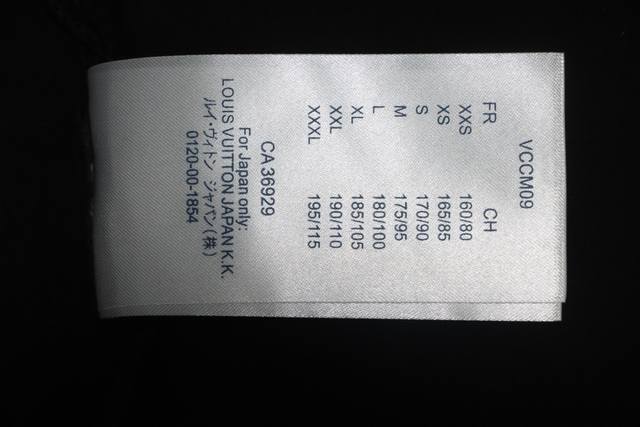 VCCM09
FR CH
XXS 160/80
XS 165/85
S 170/90
M 175/95
L 180/100
XL 185/105
XXL 190/110
XXXL 195/115
CA 36929
For Japan only:
LOUIS VUITTON JAPAN K.K.
ルイ・ヴィトン ジャパン(株)
0120-00-1854